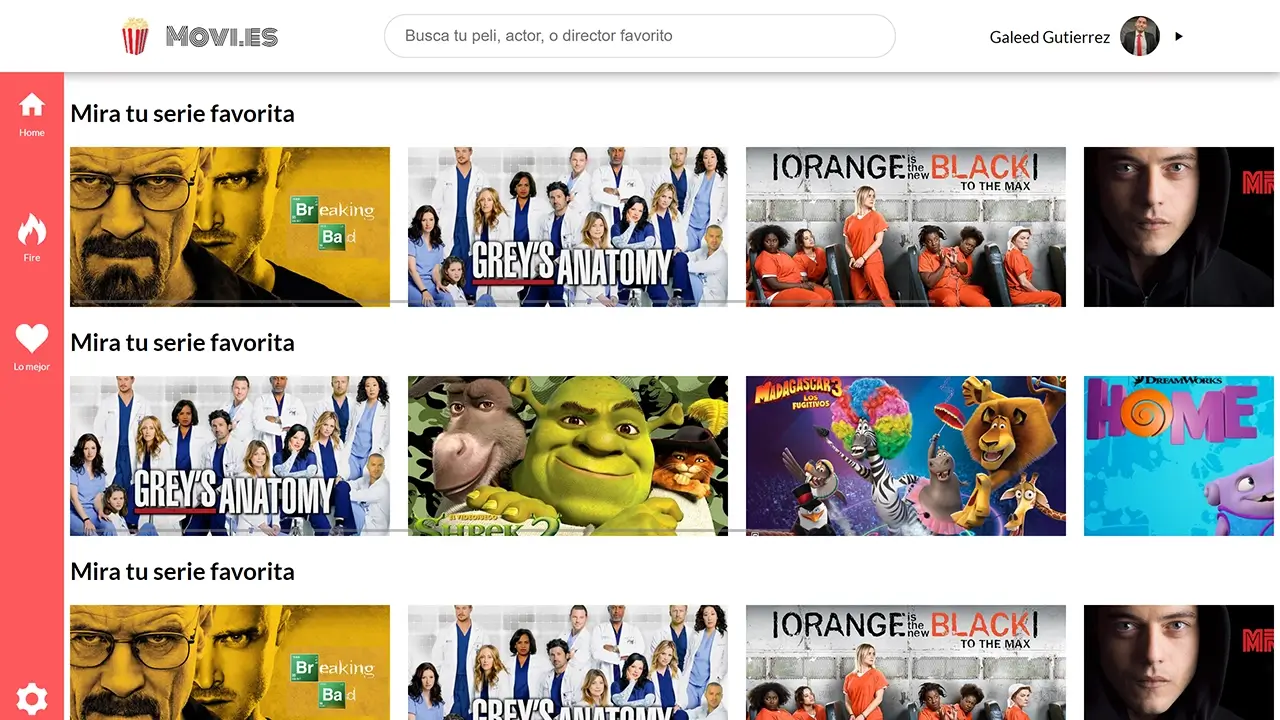 MOVI.ES
Busca tu peli, actor, o director favorito
Galeed Gutierrez
Home
Fire
Lo mejor
Mira tu serie favorita
Breaking
Bad
GREY'S ANATOMY
ORANGE is the new BLACK
TO THE MAX
Mira tu serie favorita
GREY'S ANATOMY
EL VIDEOJUEGO
SHREK
MADAGASCAR 3
LOS FUGITIVOS
DREAMWORKS
HOME
Mira tu serie favorita
Breaking
Bad
GREY'S ANATOMY
ORANGE is the new BLACK
TO THE MAX